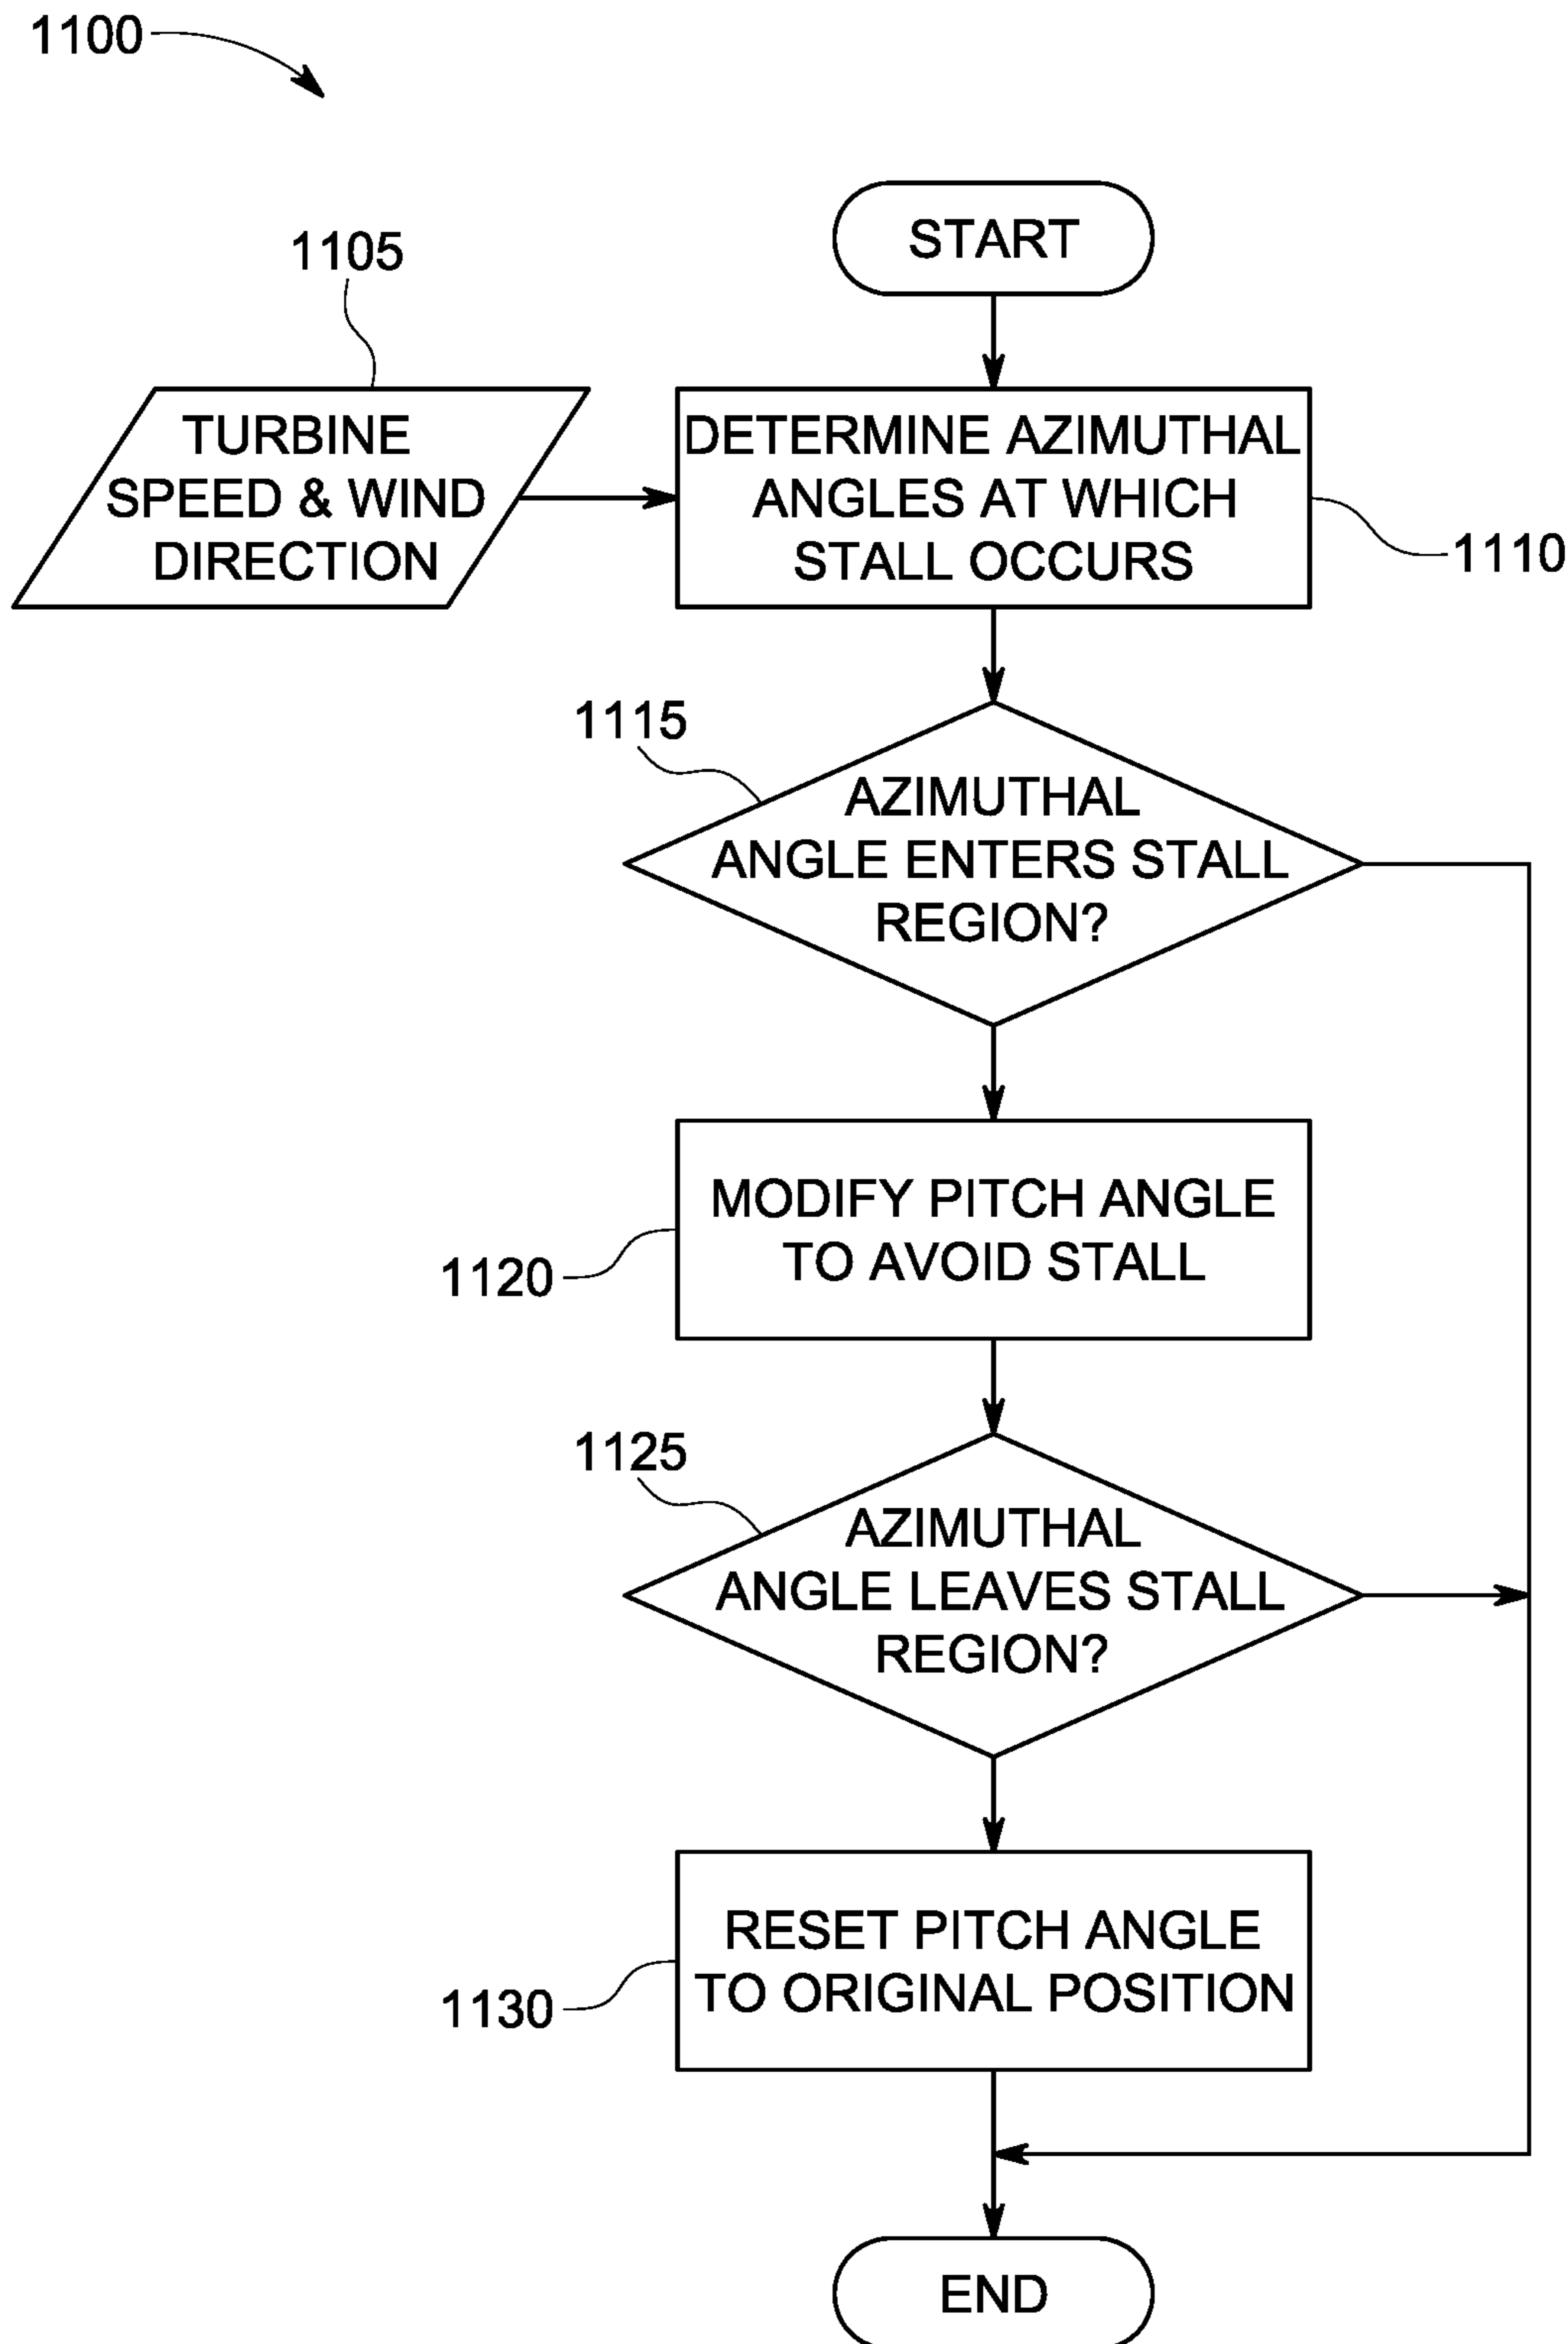 1100
START
1105
TURBINE
SPEED & WIND
DIRECTION
DETERMINE AZIMUTHAL
ANGLES AT WHICH
STALL OCCURS
1110
1115
AZIMUTHAL
ANGLE ENTERS STALL
REGION?
MODIFY PITCH ANGLE
TO AVOID STALL
1120
1125
AZIMUTHAL
ANGLE LEAVES STALL
REGION?
RESET PITCH ANGLE
TO ORIGINAL POSITION
1130
END